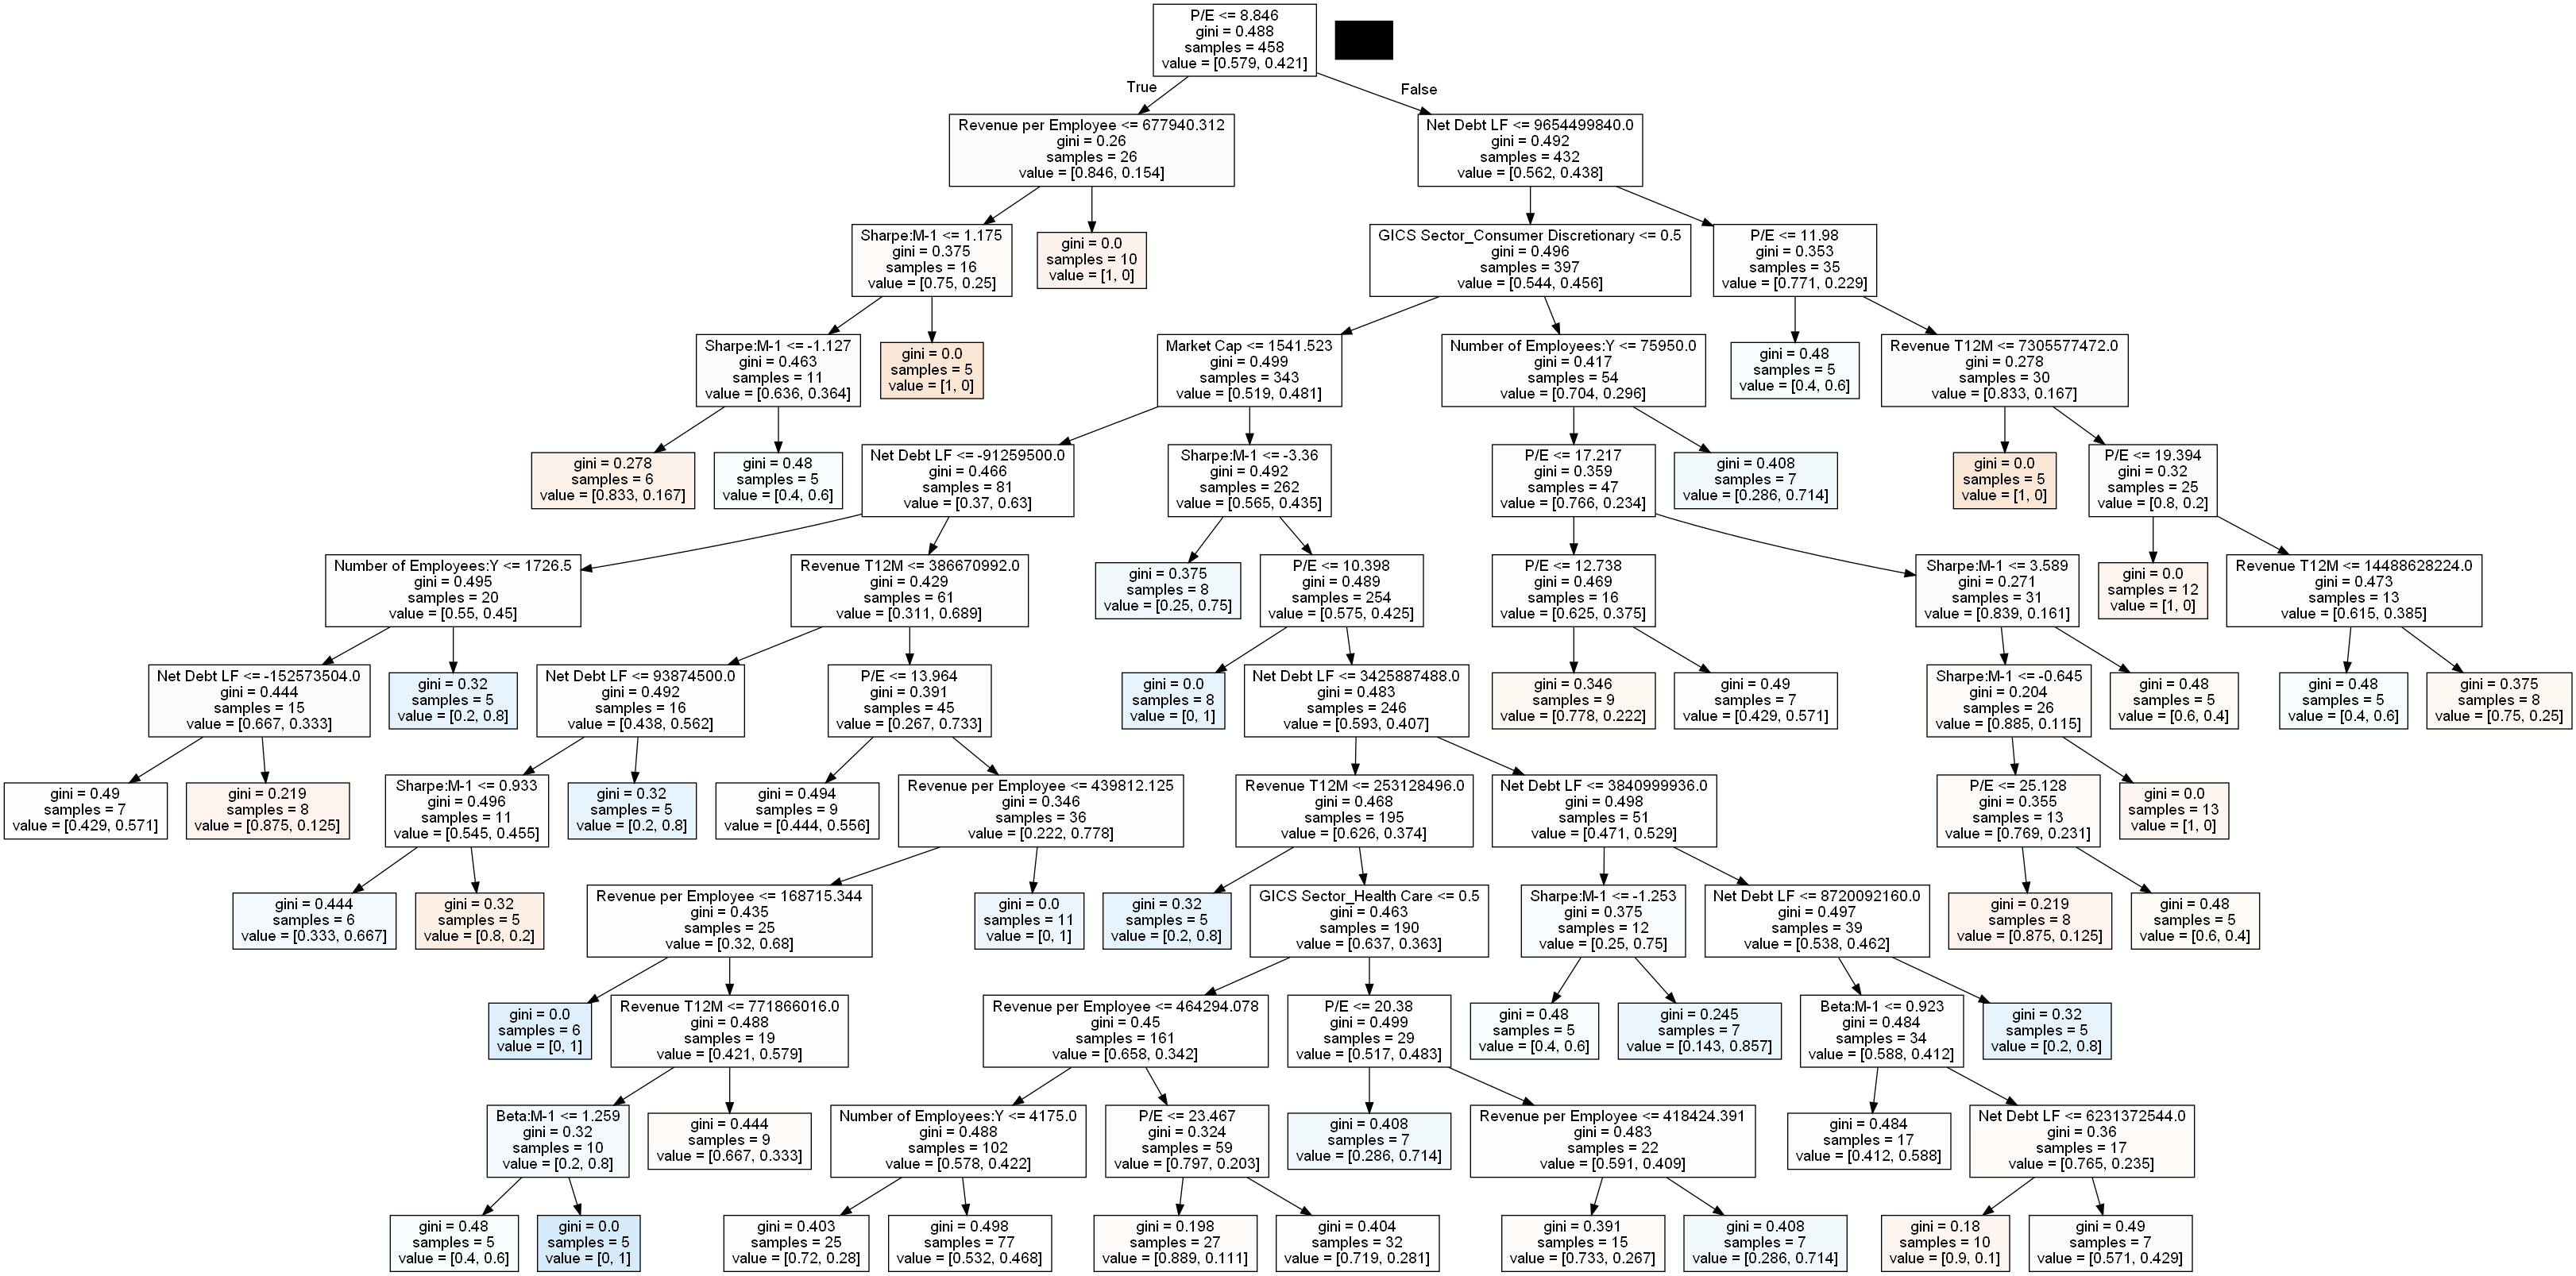 P/E <= 8.846
gini = 0.488
samples = 458
value = [0.579, 0.421]
True
False
Revenue per Employee <= 677940.312
gini = 0.26
samples = 26
value = [0.846, 0.154]
Net Debt LF <= 9654499840.0
gini = 0.492
samples = 432
value = [0.562, 0.438]
Sharpe:M-1 <= 1.175
gini = 0.375
samples = 16
value = [0.75, 0.25]
gini = 0.0
samples = 10
value = [1, 0]
GICS Sector_Consumer Discretionary <= 0.5
gini = 0.496
samples = 397
value = [0.544, 0.456]
P/E <= 11.98
gini = 0.353
samples = 35
value = [0.771, 0.229]
Sharpe:M-1 <= -1.127
gini = 0.463
samples = 11
value = [0.636, 0.364]
gini = 0.0
samples = 5
value = [1, 0]
Market Cap <= 1541.523
gini = 0.499
samples = 343
value = [0.519, 0.481]
Number of Employees:Y <= 75950.0
gini = 0.417
samples = 54
value = [0.704, 0.296]
gini = 0.48
samples = 5
value = [0.4, 0.6]
Revenue T12M <= 7305577472.0
gini = 0.278
samples = 30
value = [0.833, 0.167]
gini = 0.278
samples = 6
value = [0.833, 0.167]
gini = 0.48
samples = 5
value = [0.4, 0.6]
Net Debt LF <= -91259500.0
gini = 0.466
samples = 81
value = [0.37, 0.63]
Sharpe:M-1 <= -3.36
gini = 0.492
samples = 262
value = [0.565, 0.435]
P/E <= 17.217
gini = 0.359
samples = 47
value = [0.766, 0.234]
gini = 0.408
samples = 7
value = [0.286, 0.714]
gini = 0.0
samples = 5
value = [1, 0]
P/E <= 19.394
gini = 0.32
samples = 25
value = [0.8, 0.2]
Number of Employees:Y <= 1726.5
gini = 0.495
samples = 20
value = [0.55, 0.45]
Revenue T12M <= 386670992.0
gini = 0.429
samples = 61
value = [0.311, 0.689]
gini = 0.375
samples = 8
value = [0.25, 0.75]
P/E <= 10.398
gini = 0.489
samples = 254
value = [0.575, 0.425]
P/E <= 12.738
gini = 0.469
samples = 16
value = [0.625, 0.375]
Sharpe:M-1 <= 3.589
gini = 0.271
samples = 31
value = [0.839, 0.161]
gini = 0.0
samples = 12
value = [1, 0]
Revenue T12M <= 14488628224.0
gini = 0.473
samples = 13
value = [0.615, 0.385]
Net Debt LF <= -152573504.0
gini = 0.444
samples = 15
value = [0.667, 0.333]
gini = 0.32
samples = 5
value = [0.2, 0.8]
Net Debt LF <= 93874500.0
gini = 0.492
samples = 16
value = [0.438, 0.562]
P/E <= 13.964
gini = 0.391
samples = 45
value = [0.267, 0.733]
gini = 0.0
samples = 8
value = [0, 1]
Net Debt LF <= 3425887488.0
gini = 0.483
samples = 246
value = [0.593, 0.407]
gini = 0.346
samples = 9
value = [0.778, 0.222]
gini = 0.49
samples = 7
value = [0.429, 0.571]
Sharpe:M-1 <= -0.645
gini = 0.204
samples = 26
value = [0.885, 0.115]
gini = 0.48
samples = 5
value = [0.6, 0.4]
gini = 0.48
samples = 5
value = [0.4, 0.6]
gini = 0.375
samples = 8
value = [0.75, 0.25]
gini = 0.49
samples = 7
value = [0.429, 0.571]
gini = 0.219
samples = 8
value = [0.875, 0.125]
Sharpe:M-1 <= 0.933
gini = 0.496
samples = 11
value = [0.545, 0.455]
gini = 0.32
samples = 5
value = [0.2, 0.8]
gini = 0.494
samples = 9
value = [0.444, 0.556]
Revenue per Employee <= 439812.125
gini = 0.346
samples = 36
value = [0.222, 0.778]
Revenue T12M <= 253128496.0
gini = 0.468
samples = 195
value = [0.626, 0.374]
Net Debt LF <= 3840999936.0
gini = 0.498
samples = 51
value = [0.471, 0.529]
P/E <= 25.128
gini = 0.355
samples = 13
value = [0.769, 0.231]
gini = 0.0
samples = 13
value = [1, 0]
gini = 0.444
samples = 6
value = [0.333, 0.667]
gini = 0.32
samples = 5
value = [0.8, 0.2]
Revenue per Employee <= 168715.344
gini = 0.435
samples = 25
value = [0.32, 0.68]
gini = 0.0
samples = 11
value = [0, 1]
gini = 0.32
samples = 5
value = [0.2, 0.8]
GICS Sector_Health Care <= 0.5
gini = 0.463
samples = 190
value = [0.637, 0.363]
Sharpe:M-1 <= -1.253
gini = 0.375
samples = 12
value = [0.25, 0.75]
Net Debt LF <= 8720092160.0
gini = 0.497
samples = 39
value = [0.538, 0.462]
gini = 0.219
samples = 8
value = [0.875, 0.125]
gini = 0.48
samples = 5
value = [0.6, 0.4]
gini = 0.0
samples = 6
value = [0, 1]
Revenue T12M <= 771866016.0
gini = 0.488
samples = 19
value = [0.421, 0.579]
Revenue per Employee <= 464294.078
gini = 0.45
samples = 161
value = [0.658, 0.342]
P/E <= 20.38
gini = 0.499
samples = 29
value = [0.517, 0.483]
gini = 0.48
samples = 5
value = [0.4, 0.6]
gini = 0.245
samples = 7
value = [0.143, 0.857]
Beta:M-1 <= 0.923
gini = 0.484
samples = 34
value = [0.588, 0.412]
gini = 0.32
samples = 5
value = [0.2, 0.8]
Beta:M-1 <= 1.259
gini = 0.32
samples = 10
value = [0.2, 0.8]
gini = 0.444
samples = 9
value = [0.667, 0.333]
Number of Employees:Y <= 4175.0
gini = 0.488
samples = 102
value = [0.578, 0.422]
P/E <= 23.467
gini = 0.324
samples = 59
value = [0.797, 0.203]
gini = 0.408
samples = 7
value = [0.286, 0.714]
Revenue per Employee <= 418424.391
gini = 0.483
samples = 22
value = [0.591, 0.409]
gini = 0.484
samples = 17
value = [0.412, 0.588]
Net Debt LF <= 6231372544.0
gini = 0.36
samples = 17
value = [0.765, 0.235]
gini = 0.48
samples = 5
value = [0.4, 0.6]
gini = 0.0
samples = 5
value = [0, 1]
gini = 0.403
samples = 25
value = [0.72, 0.28]
gini = 0.498
samples = 77
value = [0.532, 0.468]
gini = 0.198
samples = 27
value = [0.889, 0.111]
gini = 0.404
samples = 32
value = [0.719, 0.281]
gini = 0.391
samples = 15
value = [0.733, 0.267]
gini = 0.408
samples = 7
value = [0.286, 0.714]
gini = 0.18
samples = 10
value = [0.9, 0.1]
gini = 0.49
samples = 7
value = [0.571, 0.429]